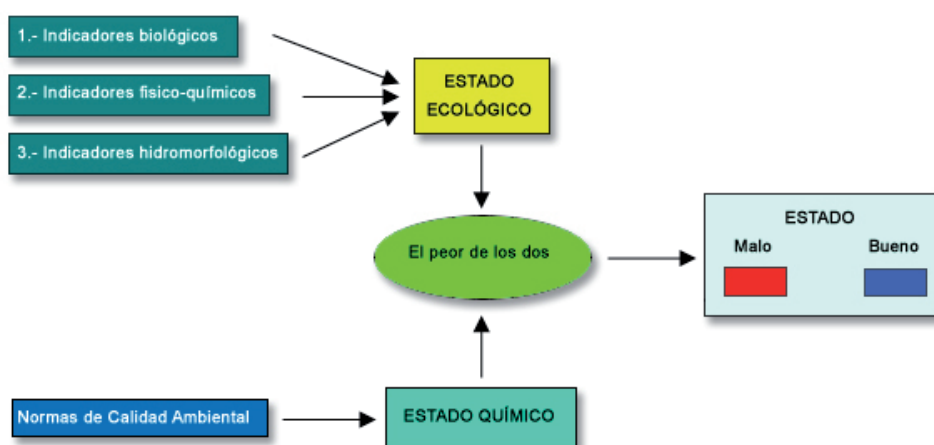 1.- Indicadores biológicos
2.- Indicadores fisico-químicos
3.- Indicadores hidromorfológicos
ESTADO
ECOLÓGICO
El peor de los dos
ESTADO
Malo
Bueno
Normas de Calidad Ambiental
ESTADO QUÍMICO